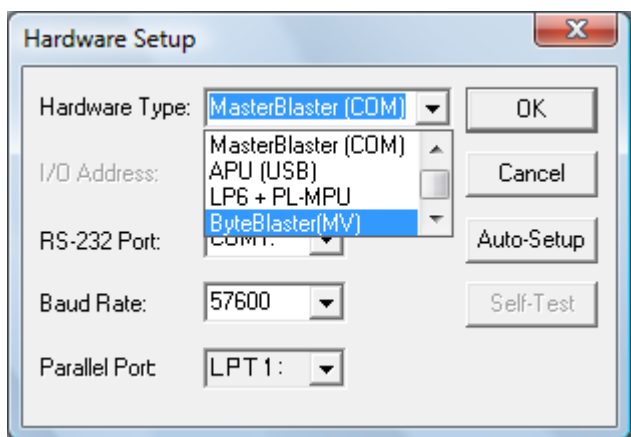 Hardware Setup
Hardware Type: MasterBlaster (COM) OK
MasterBlaster (COM)
APU (USB)
I/O Address: Cancel
LP6 + PL-MPU
ByteBlaster(MV)
RS-232 Port: COM1: Auto-Setup
Baud Rate: 57600 Self-Test
Parallel Port: LPT1: